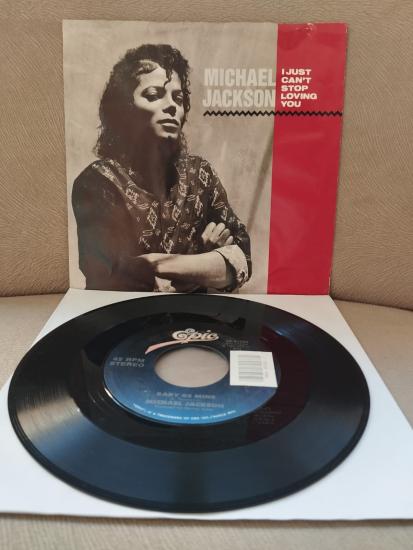 MICHAEL
JACKSON
I JUST
CAN'T
STOP
LOVING
YOU
Epic
45 RPM
STEREO
BABY BE MINE
MICHAEL JACKSON